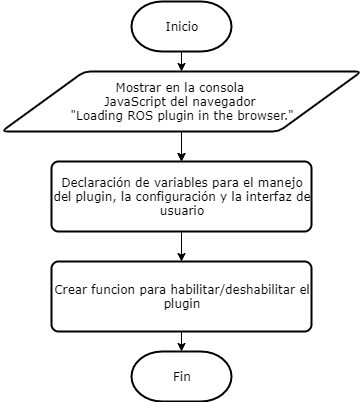 Inicio
Mostrar en la consola
JavaScript del navegador
"Loading ROS plugin in the browser."
Declaración de variables para el manejo
del plugin, la configuración y la interfaz de
usuario
Crear funcion para habilitar/deshabilitar el
plugin
Fin